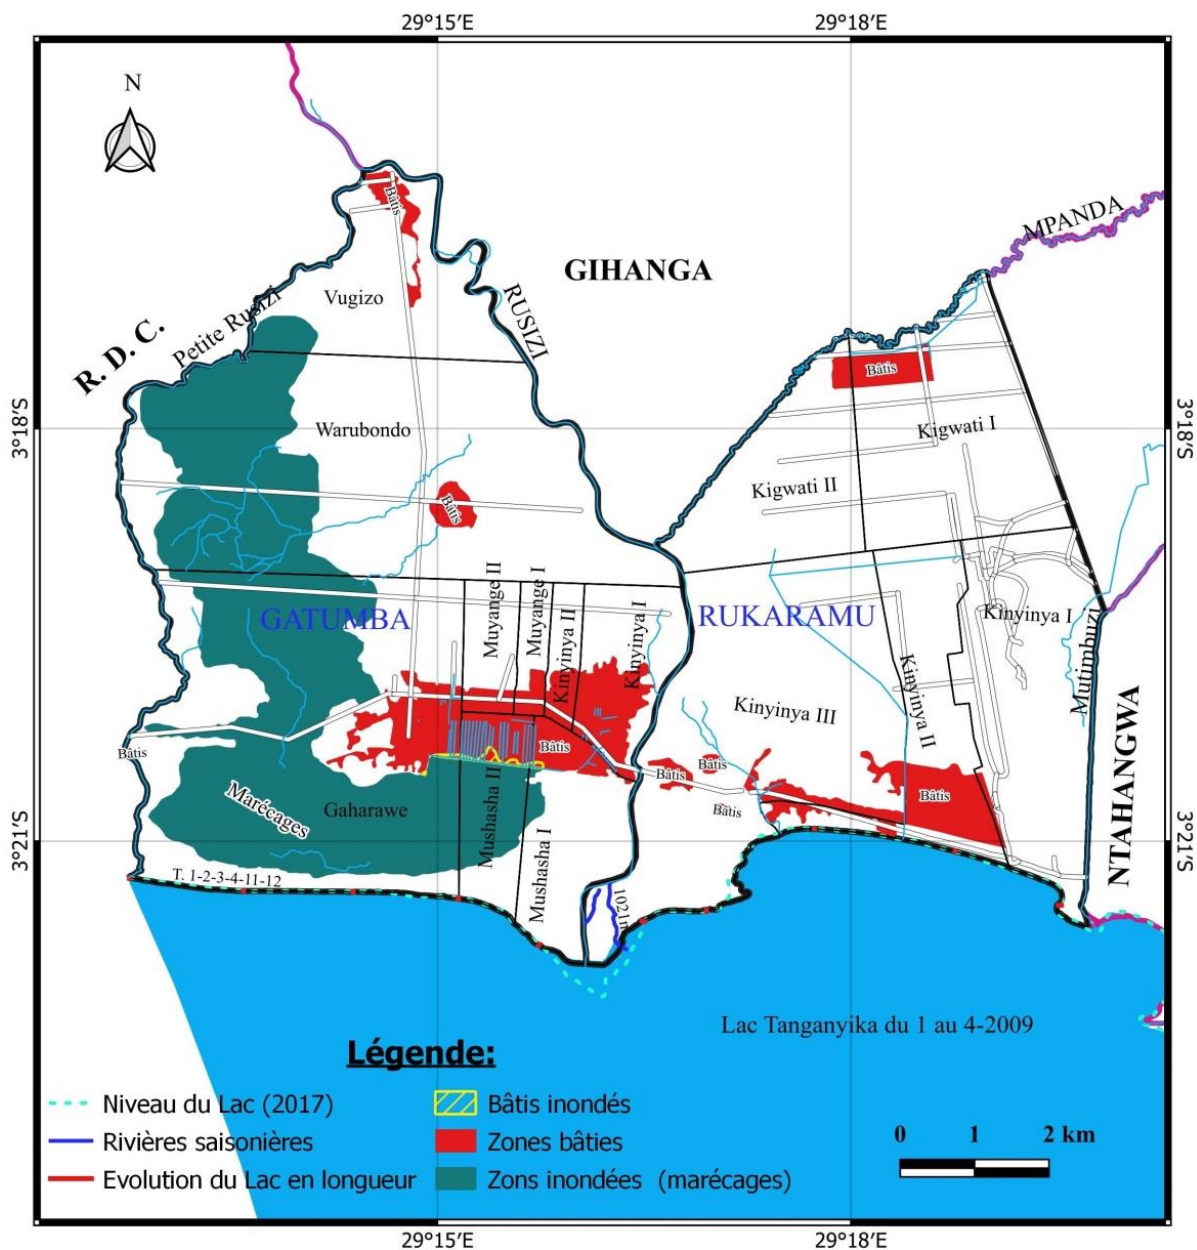 29°15′E
29°18′E
N
Bâtis
MPANDA
GIHANGA
RUSIZI
Vugizo
Petite Rusizi
R. D. C.
Bâtis
3°18′S
3°18′S
Warubondo
Kigwati I
Kigwati II
Bâtis
Muyange II
Muyange I
Kinyinya II
Kinyinya I
GATUMBA
RUKARAMU
Kinyinya I
Mutimbuzi
Kinyinya II
Kinyinya III
Bâtis
Bâtis
Bâtis
Bâtis
Bâtis
Bâtis
Marécages
Gaharawe
Mushasha II
Mushasha I
3°21′S
3°21′S
NTAHANGWA
T. 1-2-3-4-11-12
Lac Tanganyika du 1 au 4-2009
Légende:
Niveau du Lac (2017)
Rivières saisonières
Evolution du Lac en longueur
Bâtis inondés
Zones bâties
Zons inondées (marécages)
0 1 2 km
29°15′E
29°18′E